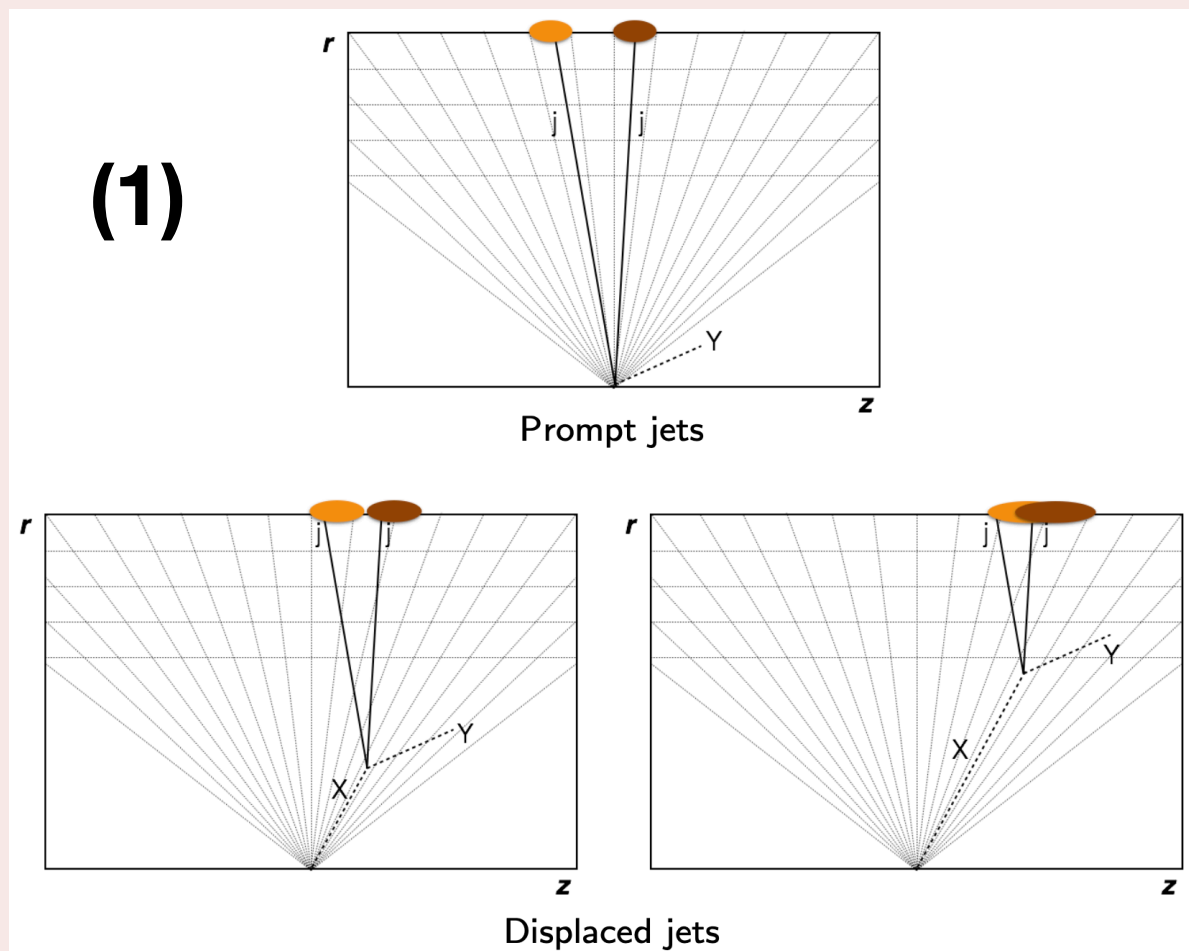 r
j j
(1)
Y
z
Prompt jets
r r
j j j j
Y
Y
X
X
z z
Displaced jets